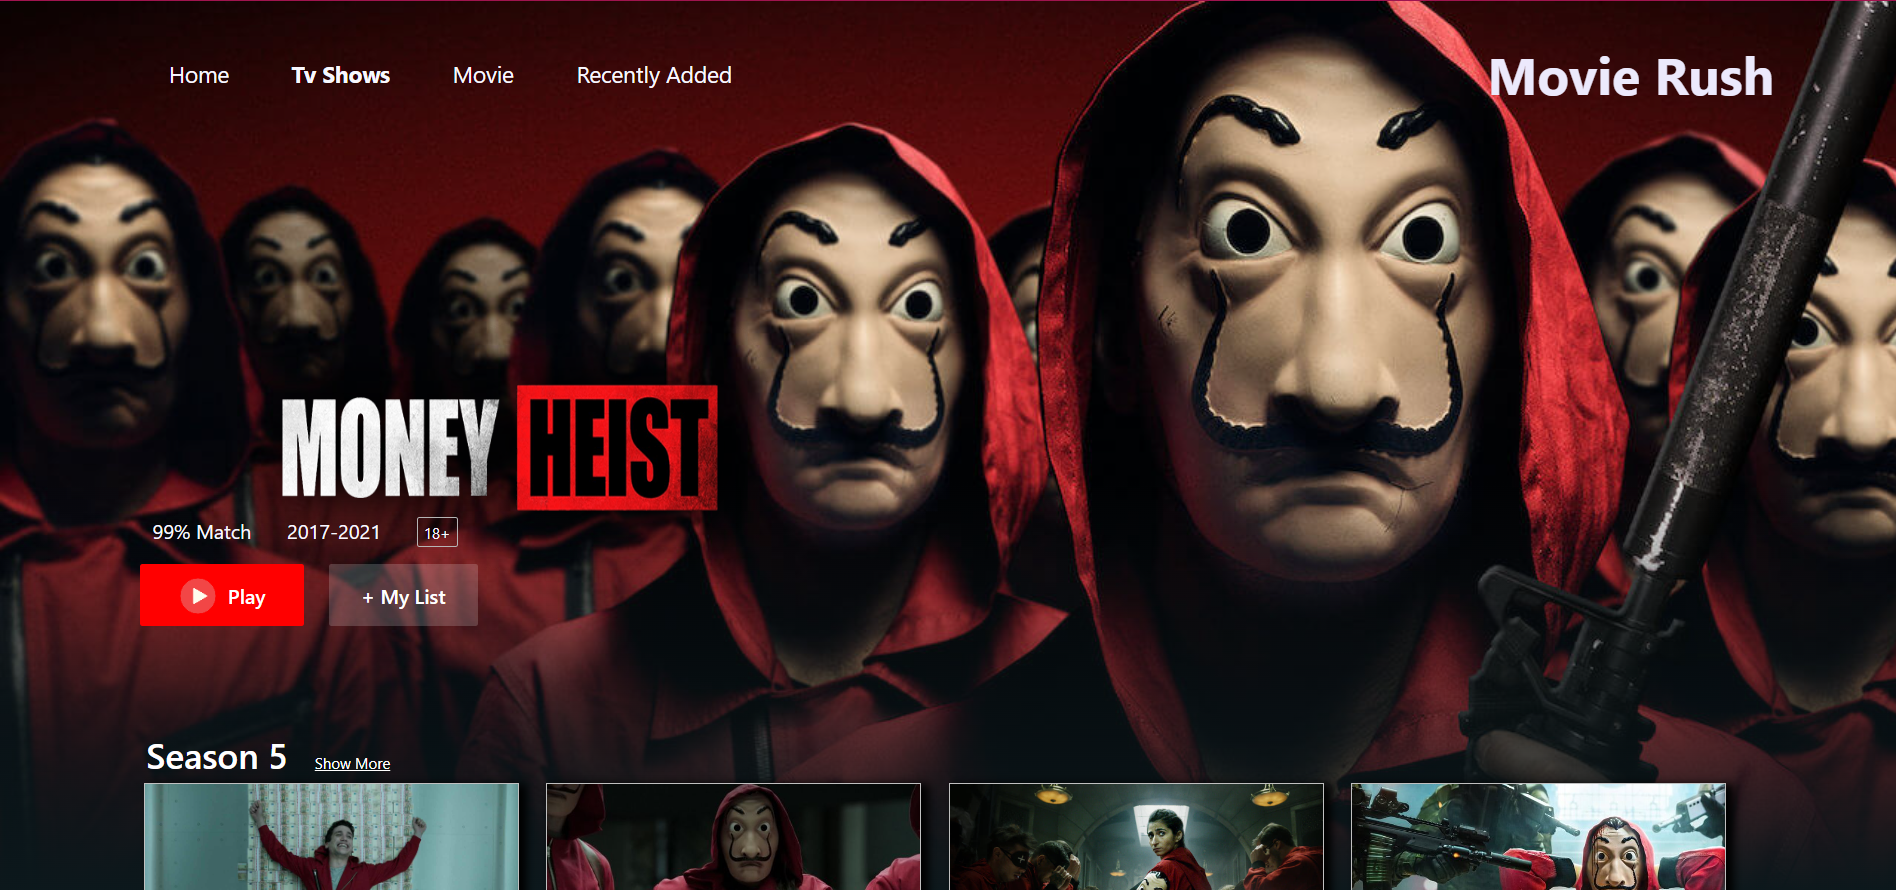 Home Tv Shows Movie Recently Added Movie Rush
MONEY HEIST
99% Match 2017-2021 18+
Play + My List
Season 5 Show More